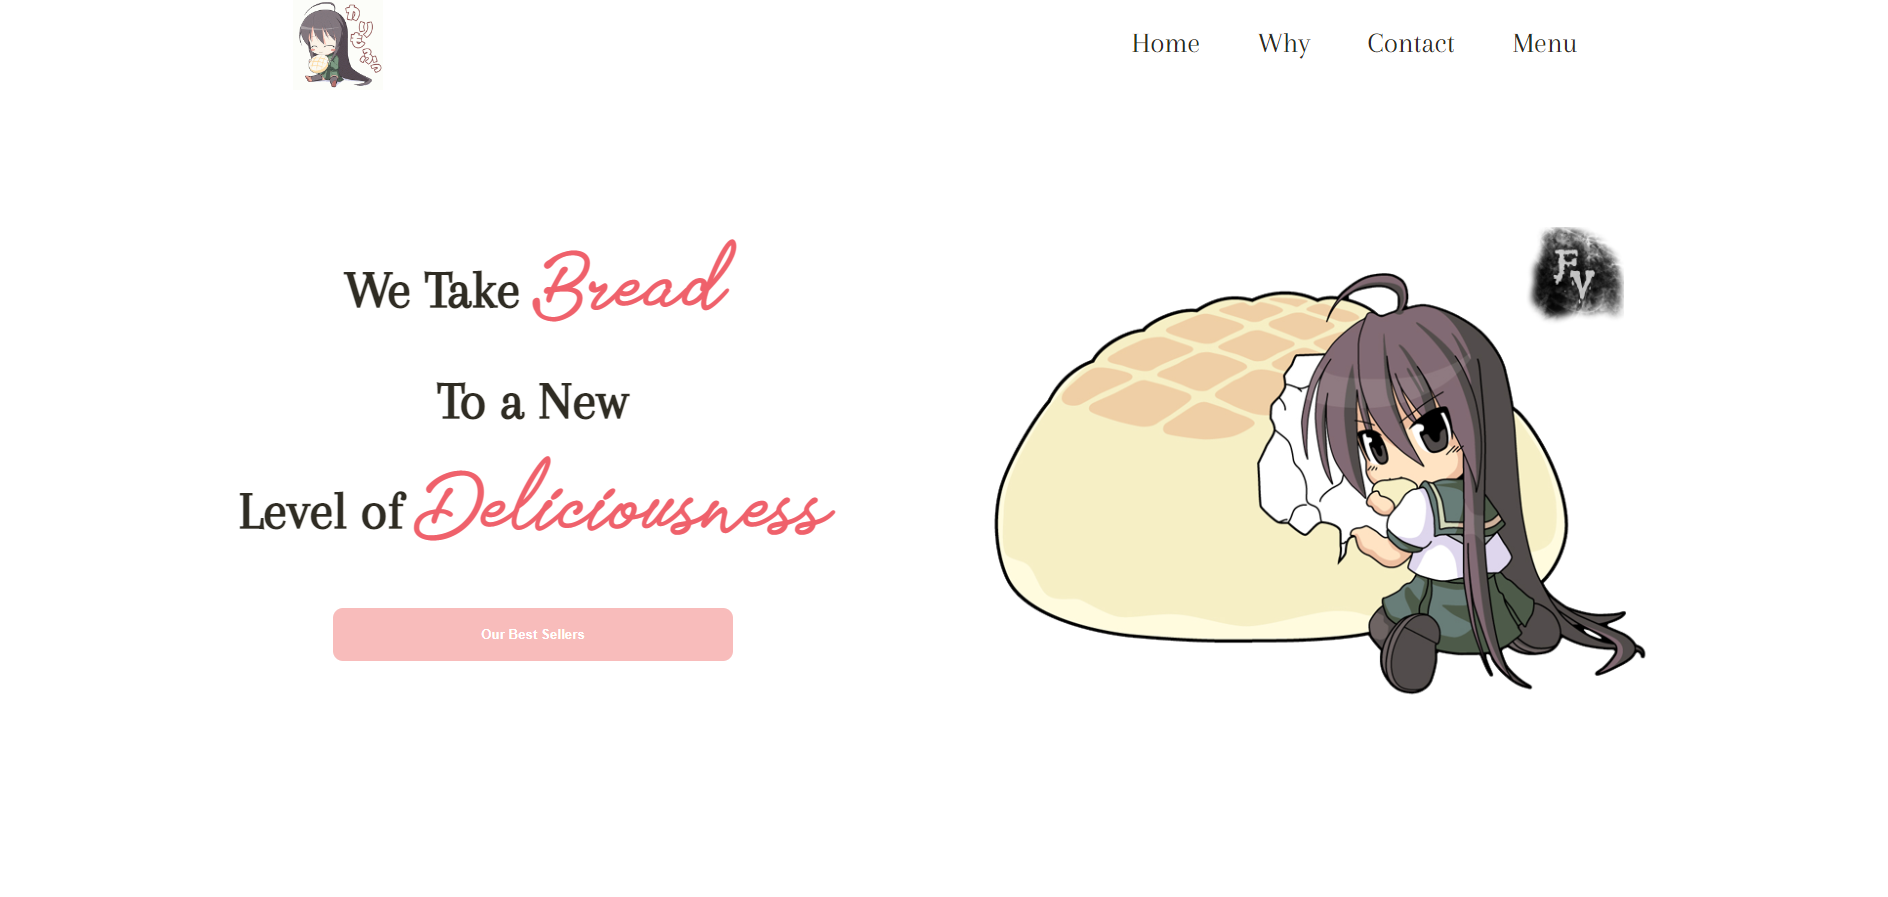 かりもふっ
Home Why Contact Menu
We Take Bread
To a New
Level of Deliciousness
Our Best Sellers
FV